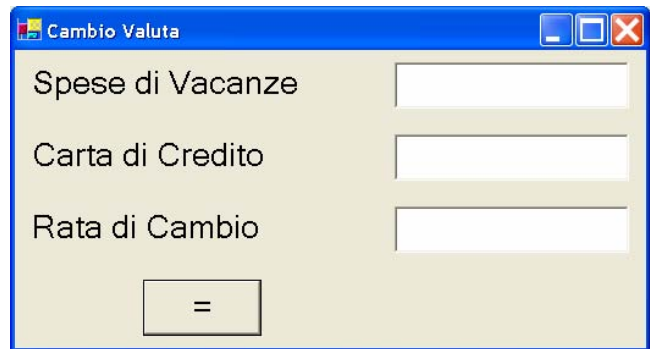 Cambio Valuta
Spese di Vacanze
Carta di Credito
Rata di Cambio
=